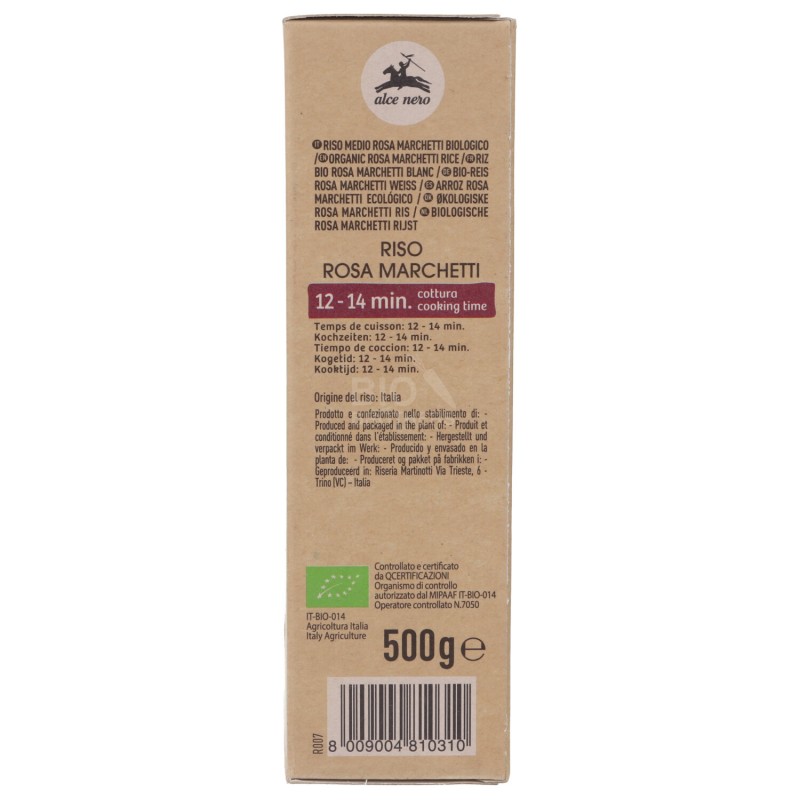 alce nero
IT RISO MEDIO ROSA MARCHETTI BIOLOGICO
/ EN ORGANIC ROSA MARCHETTI RICE / FR RIZ
BIO ROSA MARCHETTI BLANC / DE BIO-REIS
ROSA MARCHETTI WEISS / ES ARROZ ROSA
MARCHETTI ECOLÓGICO / DK ØKOLOGISKE
ROSA MARCHETTI RIS / NL BIOLOGISCHE
ROSA MARCHETTI RIJST
RISO
ROSA MARCHETTI
12 - 14 min. cottura
cooking time
Temps de cuisson: 12 - 14 min.
Kochzeiten: 12 - 14 min.
Tiempo de coccion: 12 - 14 min.
Kogetid: 12 - 14 min.
Kooktijd: 12 - 14 min.
BIO
Origine del riso: Italia
Prodotto e confezionato nello stabilimento di: -
Produced and packaged in the plant of: - Produit et
conditionné dans l'établissement: - Hergestellt und
verpackt im Werk: - Producido y envasado en la
planta de: - Produceret og pakket på fabrikken i: -
Geproduceerd in: Riseria Martinotti Via Trieste, 6 -
Trino (VC) – Italia
Controllato e certificato
da QCERTIFICAZIONI
Organismo di controllo
autorizzato dal MIPAAF IT-BIO-014
Operatore controllato N.7050
IT-BIO-014
Agricoltura Italia
Italy Agriculture
500g e
R007
8 009004 810310